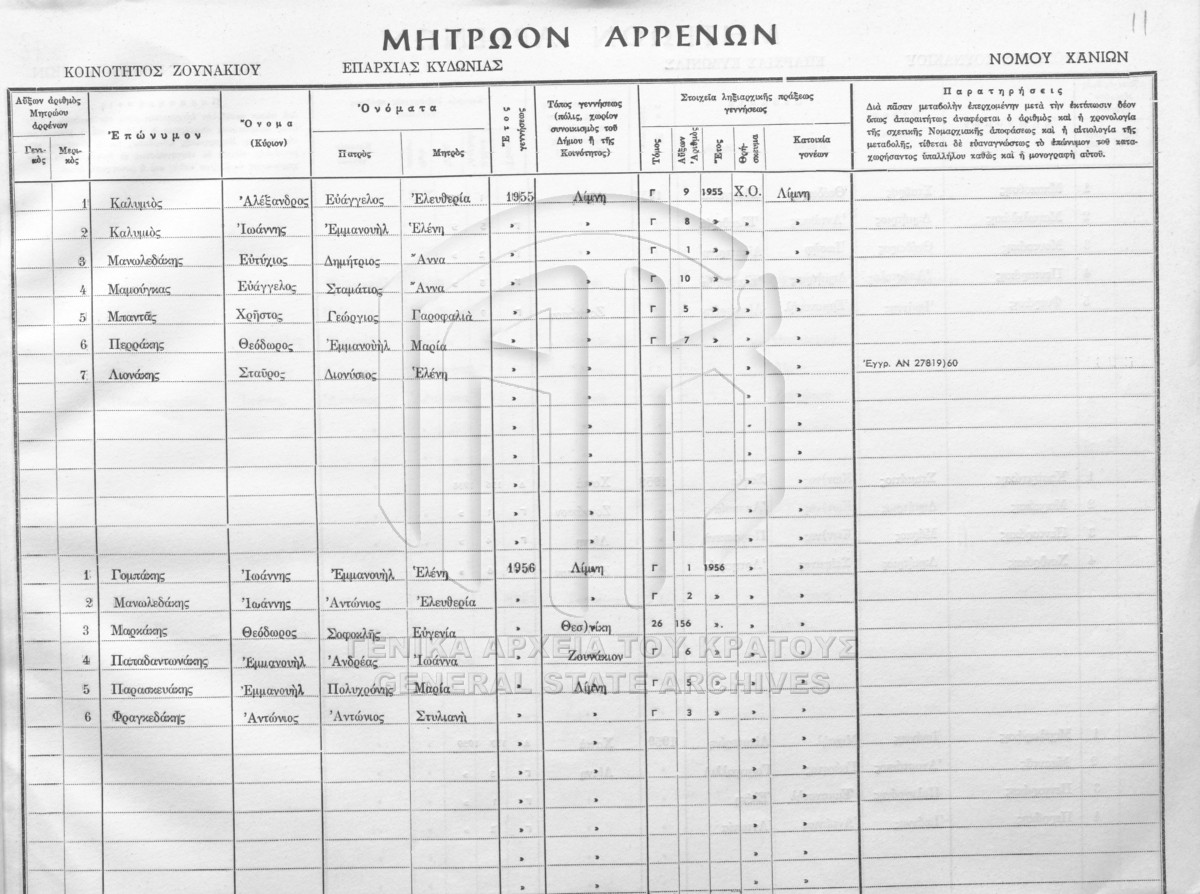 11
ΜΗΤΡΩΟΝ ΑΡΡΕΝΩΝ
ΚΟΙΝΟΤΗΤΟΣ ΖΟΥΝΑΚΙΟΥ ΕΠΑΡΧΙΑΣ ΚΥΔΩΝΙΑΣ ΝΟΜΟΥ ΧΑΝΙΩΝ
Αὔξων ἀριθμὸς Μητρώου ἀρρένων
Γενικὸς Μερικὸς
Ἐπώνυμον
Ὄνομα (Κύριον)
Ὀνόματα
Πατρὸς Μητρὸς
Ἔτος γεννήσεως
Τόπος γεννήσεως (πόλις, χωρίον συνοικισμὸς τοῦ Δήμου ἢ τῆς Κοινότητος)
Στοιχεῖα ληξιαρχικῆς πράξεως γεννήσεως
Τόμος Αὔξων Ἀριθμὸς Ἔτος Θρήσκευμα Κατοικία γονέων
Παρατηρήσεις
Διὰ πᾶσαν μεταβολὴν ἐπερχομένην μετὰ τὴν ἐκτύπωσιν δέον
ὅπως ἀπαραιτήτως ἀναφέρεται ὁ ἀριθμὸς καὶ ἡ χρονολογία
τῆς σχετικῆς Νομαρχιακῆς ἀποφάσεως καὶ ἡ αἰτιολογία τῆς
μεταβολῆς, τίθεται δὲ εὐαναγνώστως τὸ ἐπώνυμον τοῦ κατα-
χωρήσαντος ὑπαλλήλου καθὼς καὶ ἡ μονογραφὴ αὐτοῦ.
1 Καλυμιὸς Ἀλέξανδρος Εὐάγγελος Ἐλευθερία 1955 Λίμνη Γ 9 1955 Χ.Ο. Λίμνη
2 Καλυμιὸς Ἰωάννης Ἐμμανουὴλ Ἑλένη » » Γ 8 » » »
3 Μανωλεδάκης Εὐτύχιος Δημήτριος Ἄννα » » Γ 1 » » »
4 Μαμούγκας Εὐάγγελος Σταμάτιος Ἄννα » » Γ 10 » » »
5 Μπαντᾶς Χρῆστος Γεώργιος Γαροφαλιὰ » » Γ 5 » » »
6 Περράκης Θεόδωρος Ἐμμανουὴλ Μαρία » » Γ 7 » » »
7 Λιονάκης Σταῦρος Διονύσιος Ἑλένη » » » » Ἐγγρ. ΑΝ 27819)60
» » » »
» » » »
» » » »
» » » »
» » » »
» » » »
1 Γομπάκης Ἰωάννης Ἐμμανουὴλ Ἑλένη 1956 Λίμνη Γ 1 1956 » »
2 Μανωλεδάκης Ἰωάννης Ἀντώνιος Ἐλευθερία » » Γ 2 » » »
3 Μαρκάκης Θεόδωρος Σοφοκλῆς Εὐγενία » Θεσ)νίκη 26 156 » » »
4 Παπαδαντωνάκης Ἐμμανουὴλ Ἀνδρέας Ἰωάννα » Ζουνάκιον Γ 6 » » »
ΓΕΝΙΚΑ ΑΡΧΕΙΑ ΤΟΥ ΚΡΑΤΟΥΣ
5 Παρασκευάκης Ἐμμανουὴλ Πολυχρόνης Μαρία » Λίμνη Γ 5 » » »
GENERAL STATE ARCHIVES
6 Φραγκεδάκης Ἀντώνιος Ἀντώνιος Στυλιανὴ » » Γ 3 » » »
» » » »
» » » »
» » » »
» » » »
» » » »
» » » »